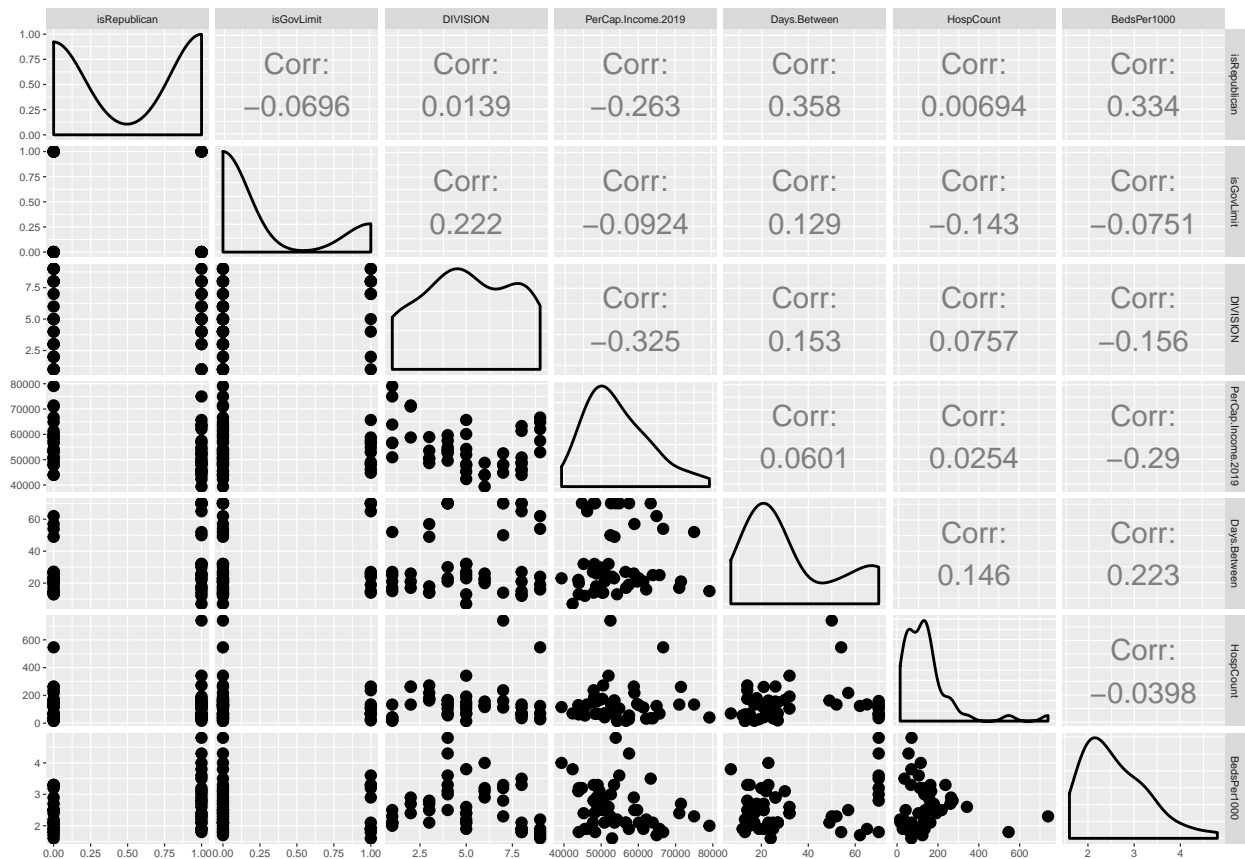 isRepublican isGovLimit DIVISION PerCap.Income.2019 Days.Between HospCount BedsPer1000
1.00
0.75
0.50
0.25
0.00
Corr: Corr: Corr: Corr: Corr: Corr:
−0.0696 0.0139 −0.263 0.358 0.00694 0.334
isRepublican
1.00
0.75
0.50
0.25
0.00
Corr: Corr: Corr: Corr: Corr:
0.222 −0.0924 0.129 −0.143 −0.0751
isGovLimit
7.5
5.0
2.5
Corr: Corr: Corr: Corr:
−0.325 0.153 0.0757 −0.156
DIVISION
80000
70000
60000
50000
40000
Corr: Corr: Corr:
0.0601 0.0254 −0.29
PerCap.Income.2019
60
40
20
Corr: Corr:
0.146 0.223
Days.Between
600
400
200
0
Corr:
−0.0398
HospCount
4
3
2
BedsPer1000
0.00 0.25 0.50 0.75 1.00 0.00 0.25 0.50 0.75 1.00 2.5 5.0 7.5 40000 50000 60000 70000 80000 20 40 60 0 200 400 600 2 3 4